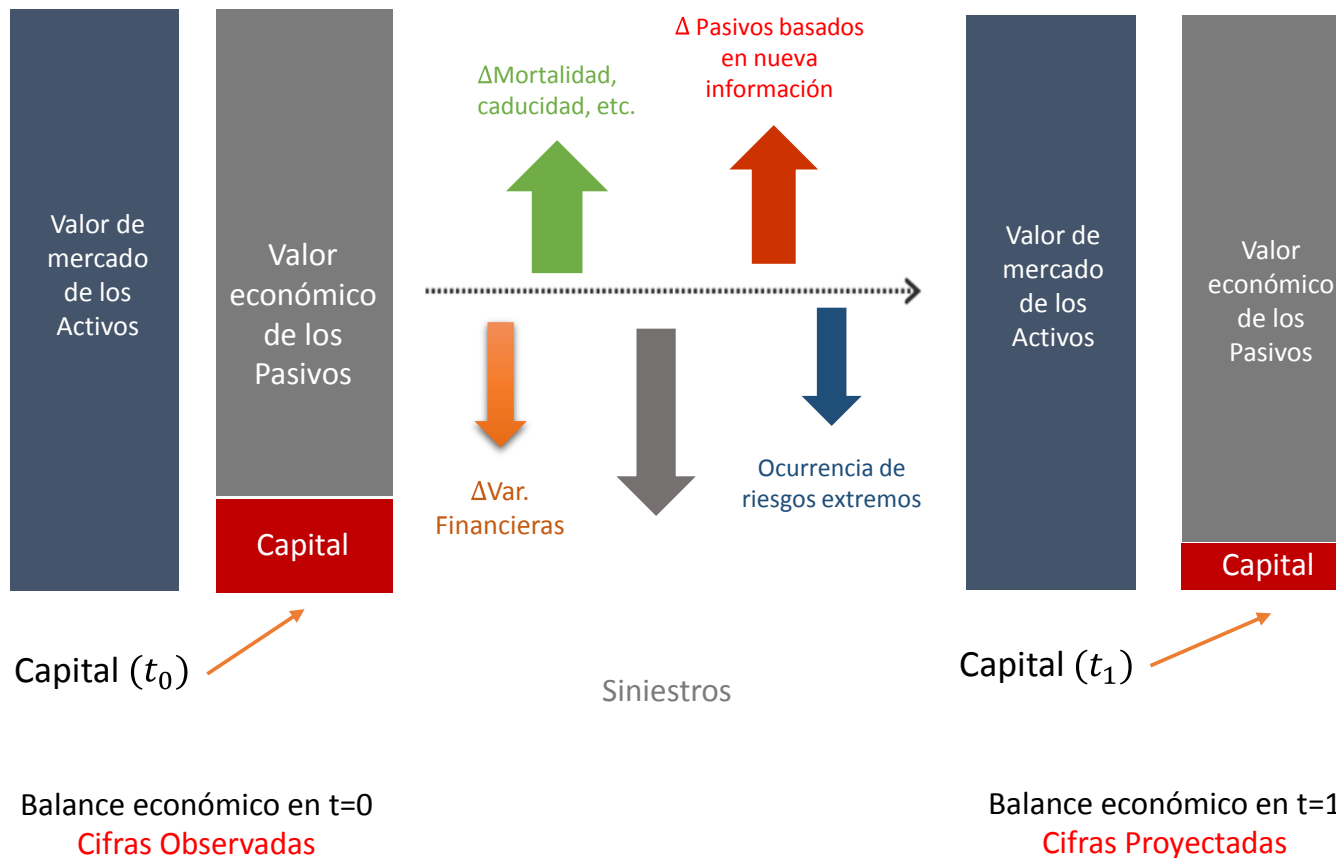 Valor de
mercado
de los
Activos
Valor
económico
de los
Pasivos
Capital
ΔMortalidad,
caducidad, etc.
Δ Pasivos basados
en nueva
información
ΔVar.
Financieras
Ocurrencia de
riesgos extremos
Siniestros
Valor de
mercado
de los
Activos
Valor
económico
de los
Pasivos
Capital
Capital (t₀)
Capital (t₁)
Balance económico en t=0
Cifras Observadas
Balance económico en t=1
Cifras Proyectadas